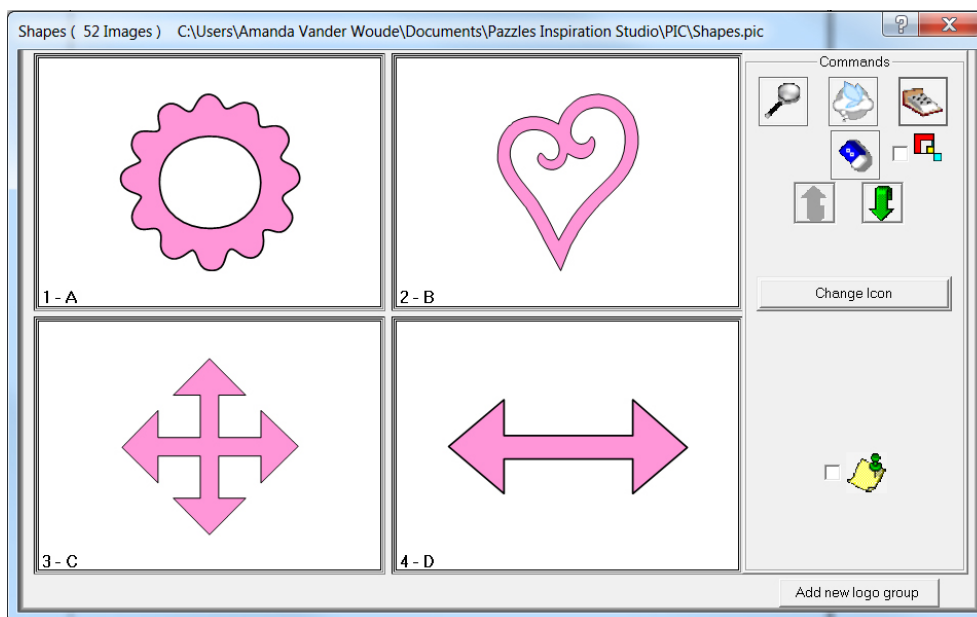 Shapes ( 52 Images ) C:\Users\Amanda Vander Woude\Documents\Pazzles Inspiration Studio\PIC\Shapes.pic
Commands
1 - A
2 - B
Change Icon
3 - C
4 - D
Add new logo group